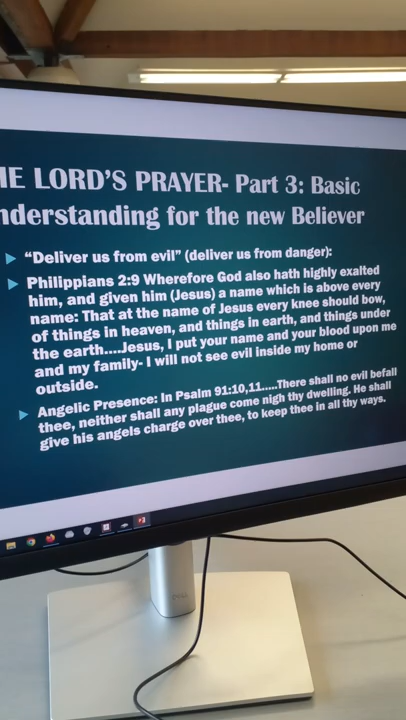 HE LORD'S PRAYER- Part 3: Basic
nderstanding for the new Believer
"Deliver us from evil" (deliver us from danger):
Philippians 2:9 Wherefore God also hath highly exalted
him, and given him (Jesus) a name which is above every
name: That at the name of Jesus every knee should bow,
of things in heaven, and things in earth, and things under
the earth....Jesus, I put your name and your blood upon me
and my family- I will not see evil inside my home or
outside.
Angelic Presence: In Psalm 91:10,11.....There shall no evil befall
thee, neither shall any plague come nigh thy dwelling. He shall
give his angels charge over thee, to keep thee in all thy ways.
DELL